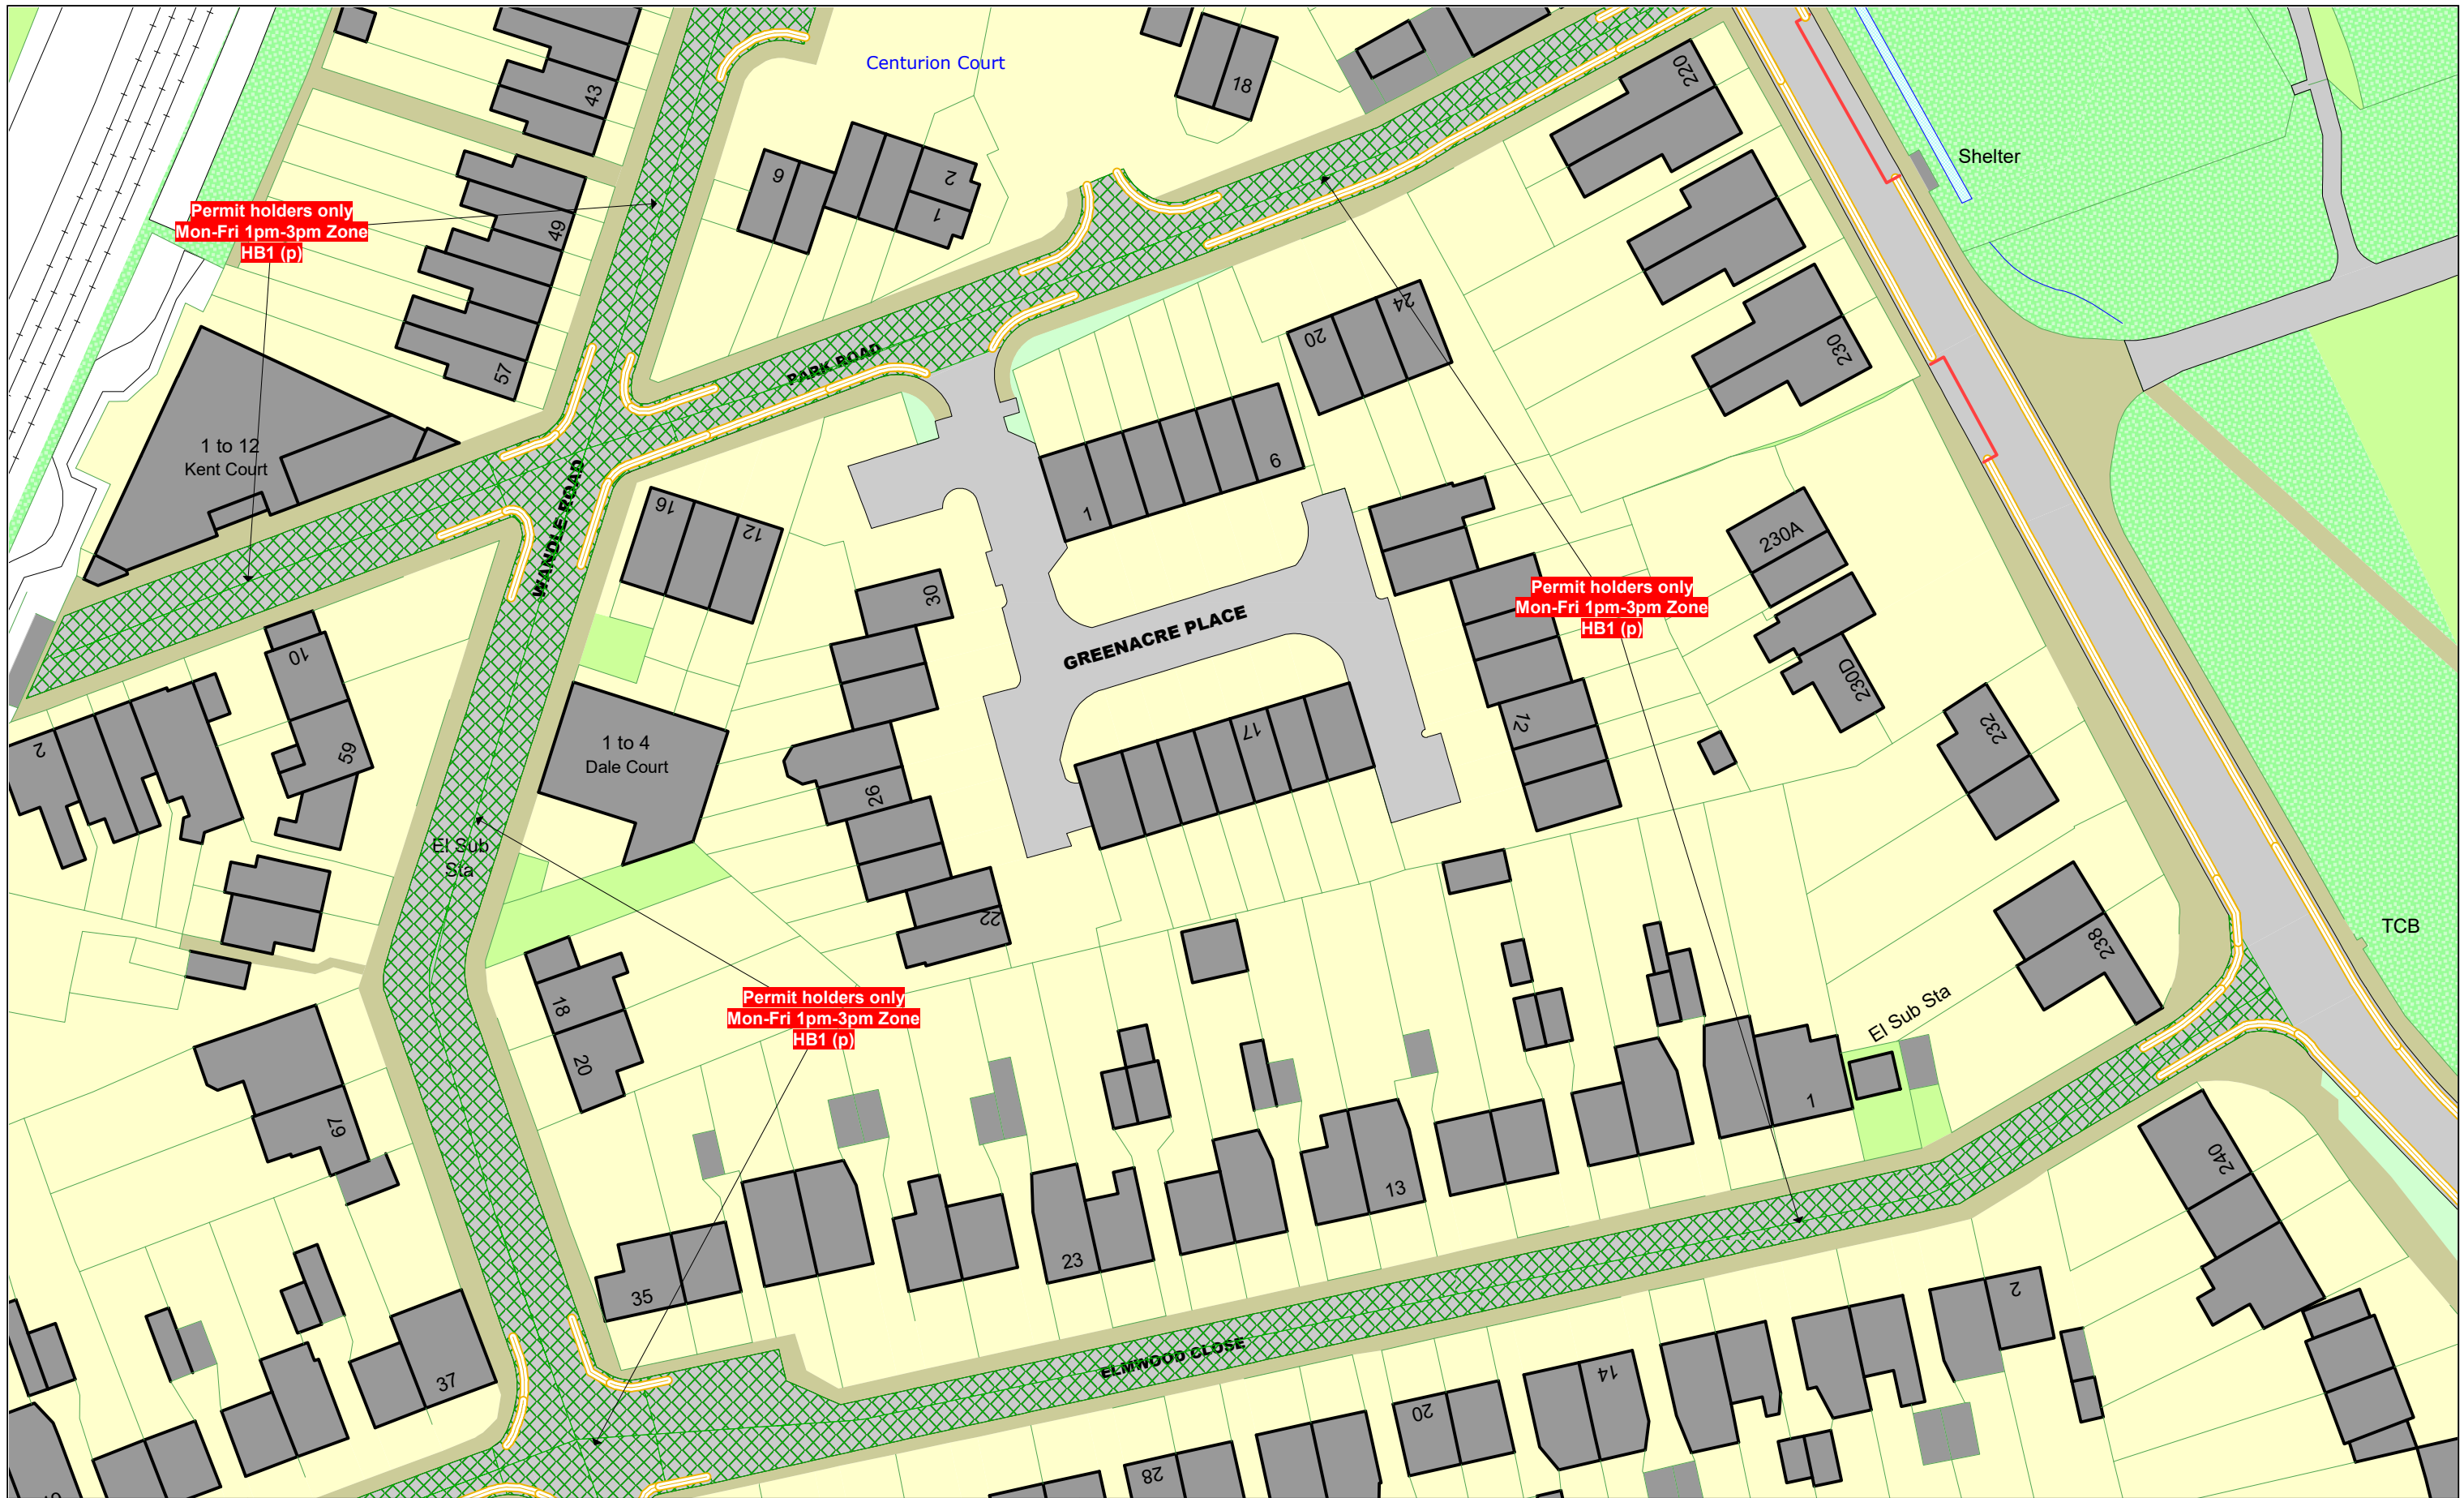 Centurion Court
43
18
220
Shelter
6
2
1
49
Permit holders only
Mon-Fri 1pm-3pm Zone
HB1 (p)
57
PARK ROAD
20
24
230
1 to 12
Kent Court
6
1
WANDLE ROAD
16
12
230A
30
Permit holders only
Mon-Fri 1pm-3pm Zone
HB1 (p)
GREENACRE PLACE
10
59
2
230D
12
17
232
1 to 4
Dale Court
26
El Sub
Sta
22
TCB
238
18
Permit holders only
Mon-Fri 1pm-3pm Zone
HB1 (p)
El Sub Sta
20
67
1
240
13
23
35
2
ELMWOOD CLOSE
37
14
20
28